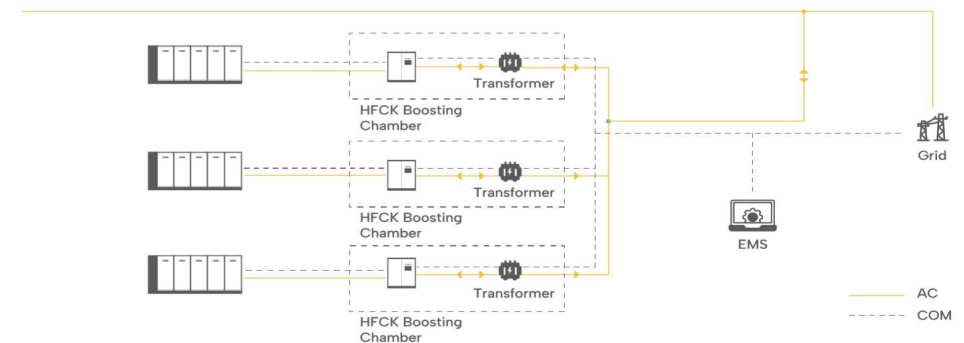 Transformer
HFCK Boosting
Chamber
Grid
Transformer
HFCK Boosting
Chamber
EMS
Transformer
HFCK Boosting
Chamber
AC
COM